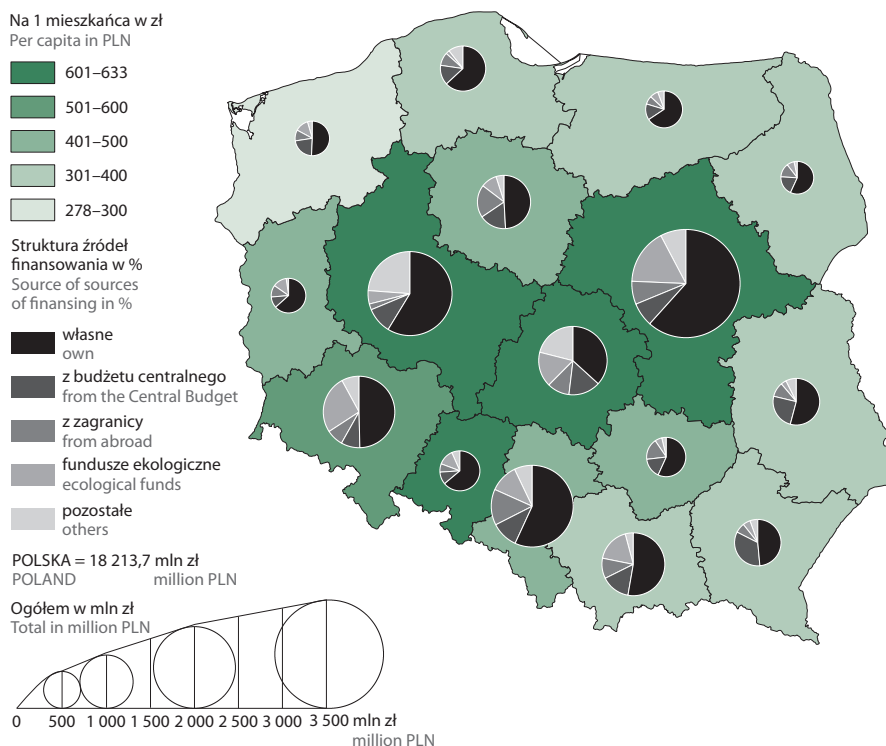 Na 1 mieszkańca w zł
Per capita in PLN
601–633
501–600
401–500
301–400
278–300
Struktura źródeł
finansowania w %
Source of sources
of finansing in %
własne
own
z budżetu centralnego
from the Central Budget
z zagranicy
from abroad
fundusze ekologiczne
ecological funds
pozostałe
others
POLSKA = 18 213,7 mln zł
POLAND million PLN
Ogółem w mln zł
Total in million PLN
0 500 1 000 1 500 2 000 2 500 3 000 3 500 mln zł
million PLN